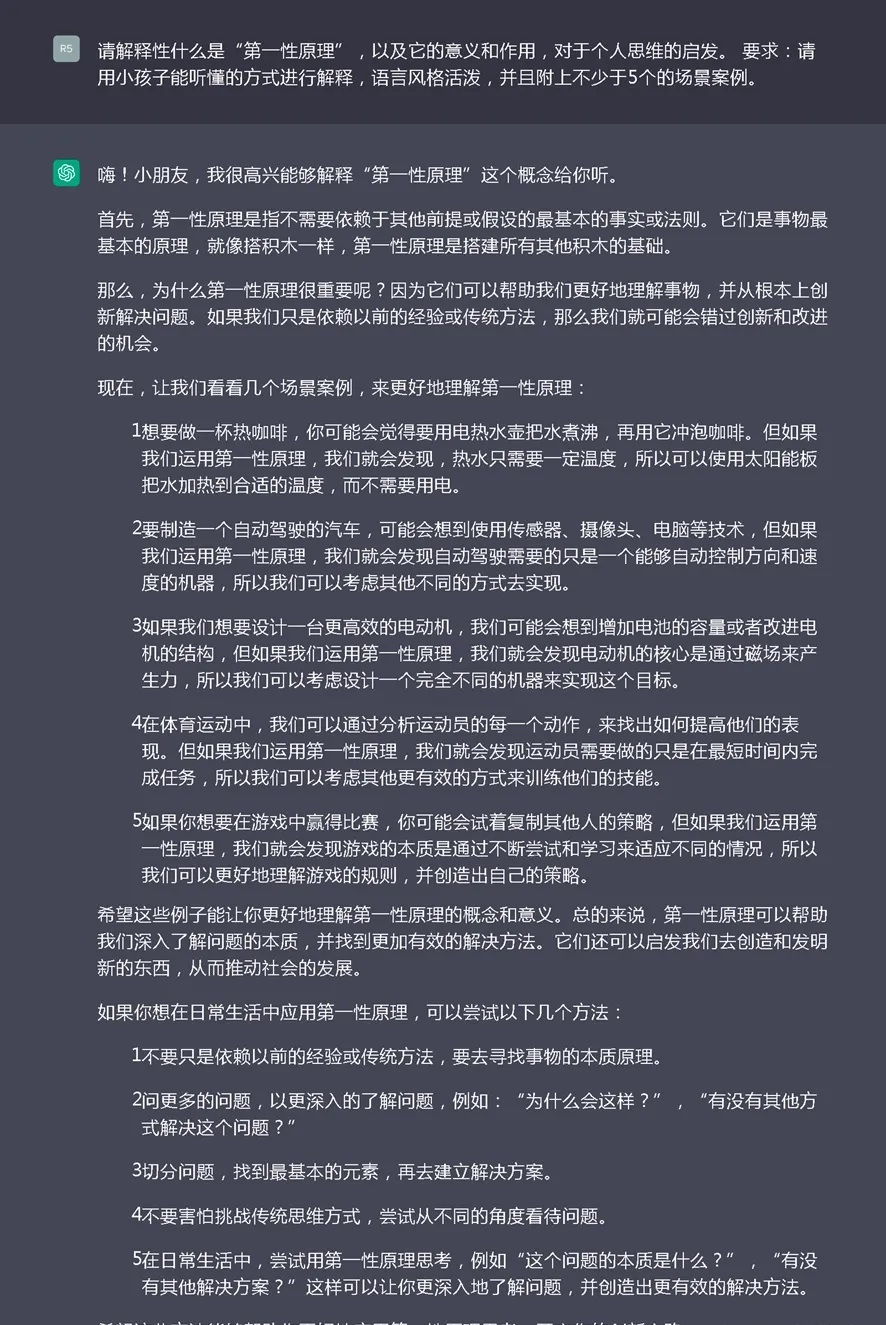 R5
请解释性什么是“第一性原理”，以及它的意义和作用，对于个人思维的启发。 要求：请
用小孩子能听懂的方式进行解释，语言风格活泼，并且附上不少于5个的场景案例。
嗨！小朋友，我很高兴能够解释“第一性原理”这个概念给你听。
首先，第一性原理是指不需要依赖于其他前提或假设的最基本的事实或法则。它们是事物最
基本的原理，就像搭积木一样，第一性原理是搭建所有其他积木的基础。
那么，为什么第一性原理很重要呢？因为它们可以帮助我们更好地理解事物，并从根本上创
新解决问题。如果我们只是依赖以前的经验或传统方法，那么我们就可能会错过创新和改进
的机会。
现在，让我们看看几个场景案例，来更好地理解第一性原理：
1想要做一杯热咖啡，你可能会觉得要用电热水壶把水煮沸，再用它冲泡咖啡。但如果
我们运用第一性原理，我们就会发现，热水只需要一定温度，所以可以使用太阳能板
把水加热到合适的温度，而不需要用电。
2要制造一个自动驾驶的汽车，可能会想到使用传感器、摄像头、电脑等技术，但如果
我们运用第一性原理，我们就会发现自动驾驶需要的只是一个能够自动控制方向和速
度的机器，所以我们可以考虑其他不同的方式去实现。
3如果我们想要设计一台更高效的电动机，我们可能会想到增加电池的容量或者改进电
机的结构，但如果我们运用第一性原理，我们就会发现电动机的核心是通过磁场来产
生力，所以我们可以考虑设计一个完全不同的机器来实现这个目标。
4在体育运动中，我们可以通过分析运动员的每一个动作，来找出如何提高他们的表
现。但如果我们运用第一性原理，我们就会发现运动员需要做的只是在最短时间内完
成任务，所以我们可以考虑其他更有效的方式来训练他们的技能。
5如果你想要在游戏中赢得比赛，你可能会试着复制其他人的策略，但如果我们运用第
一性原理，我们就会发现游戏的本质是通过不断尝试和学习来适应不同的情况，所以
我们可以更好地理解游戏的规则，并创造出自己的策略。
希望这些例子能让你更好地理解第一性原理的概念和意义。总的来说，第一性原理可以帮助
我们深入了解问题的本质，并找到更加有效的解决方法。它们还可以启发我们去创造和发明
新的东西，从而推动社会的发展。
如果你想在日常生活中应用第一性原理，可以尝试以下几个方法：
1不要只是依赖以前的经验或传统方法，要去寻找事物的本质原理。
2问更多的问题，以更深入的了解问题，例如：“为什么会这样？”，“有没有其他方
式解决这个问题？”
3切分问题，找到最基本的元素，再去建立解决方案。
4不要害怕挑战传统思维方式，尝试从不同的角度看待问题。
5在日常生活中，尝试用第一性原理思考，例如“这个问题的本质是什么？”，“有没
有其他解决方案？”这样可以让你更深入地了解问题，并创造出更有效的解决方法。